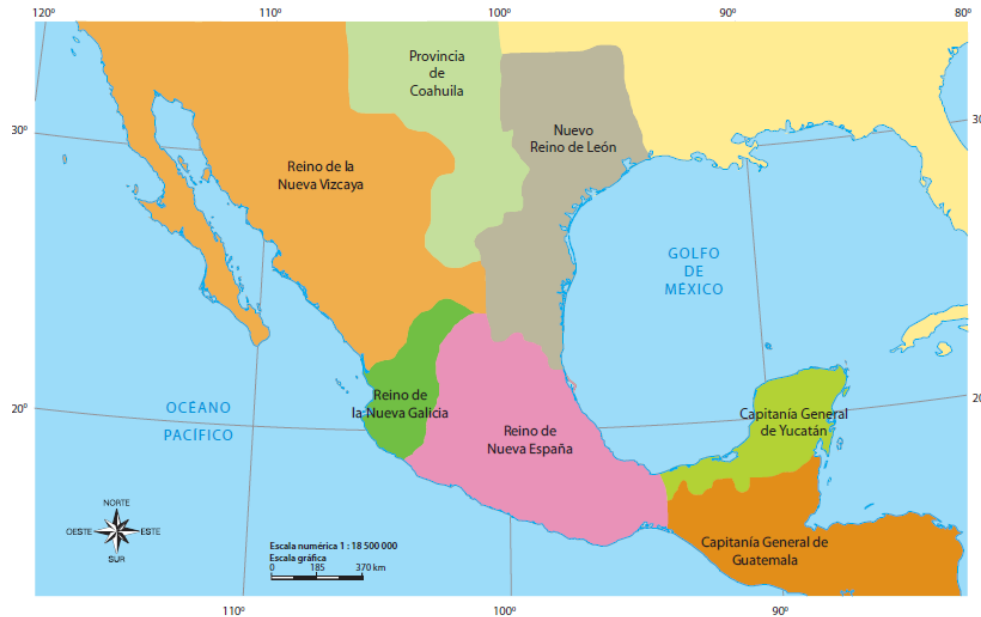 120º
110º
100º
90º
80º
Provincia
de
Coahuila
30º
Nuevo
Reino de León
Reino de la
Nueva Vizcaya
GOLFO
DE
MÉXICO
20º
OCÉANO
PACÍFICO
Reino de
la Nueva Galicia
Reino de
Nueva España
Capitanía General
de Yucatán
NORTE
OESTE
ESTE
SUR
Capitanía General de
Guatemala
Escala numérica 1 : 18 500 000
Escala gráfica
0 185 370 km
110º
100º
90º